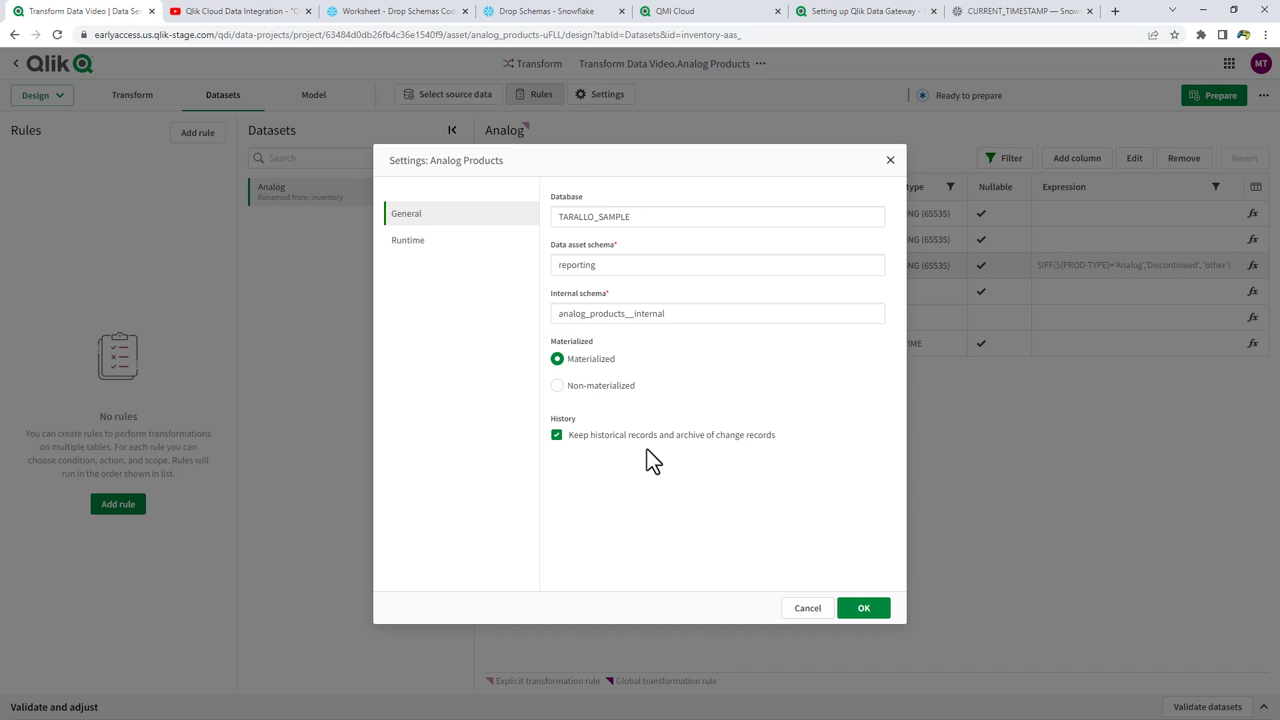 Transform Data Video | Data Ser
Qlik Cloud Data Integration - "Co
Worksheet - Drop Schemas Code
Drop Schemas - Snowflake
QMI Cloud
Setting up Qlik Data Gateway -
CURRENT_TIMESTAMP — Snow
earlyaccess.us.qlik-stage.com/qdi/data-projects/project/63484d0db26fb4c36e1540f9/asset/analog_products-uFLL/design?tabId=Datasets&id=inventory-aas_
Qlik
Transform
Transform Data Video.Analog Products
MT
Design
Transform
Datasets
Model
Select source data
Rules
Settings
Ready to prepare
Prepare
Rules
Add rule
Datasets
Search
Analog
Renamed from: inventory
Analog
Filter
Add column
Edit
Remove
Revert
type
Nullable
Expression
NG (65535)
NG (65535)
NG (65535)
$IFF(${PROD-TYPE}='Analog','Discontinued', 'other')
TIME
No rules
You can create rules to perform transformations
on multiple tables. For each rule you can
choose condition, action, and scope. Rules will
run in the order shown in list.
Add rule
Settings: Analog Products
General
Runtime
Database
TARALLO_SAMPLE
Data asset schema*
reporting
Internal schema*
analog_products__internal
Materialized
Materialized
Non-materialized
History
Keep historical records and archive of change records
Cancel
OK
Explicit transformation rule
Global transformation rule
Validate and adjust
Validate datasets